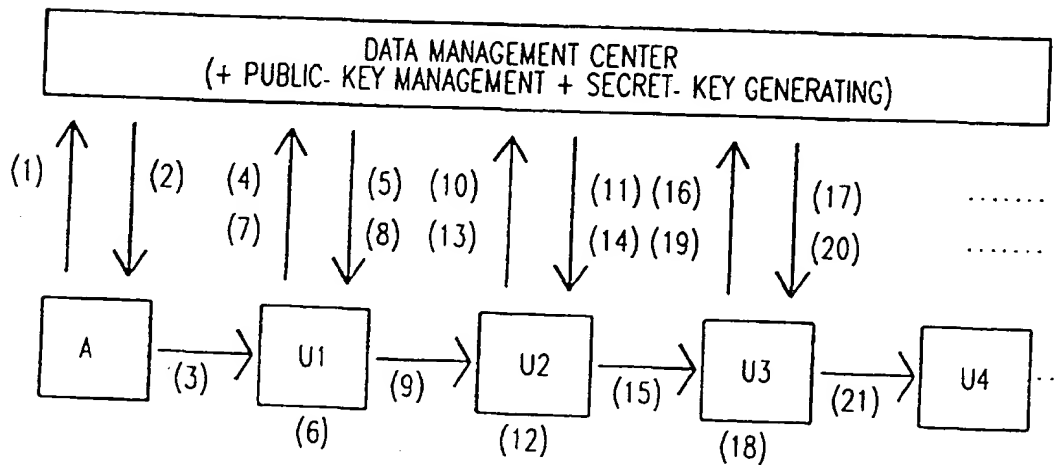 DATA MANAGEMENT CENTER
(+ PUBLIC- KEY MANAGEMENT + SECRET- KEY GENERATING)
(1) (2) (4) (5) (10) (11) (16) (17) .......
(7) (8) (13) (14) (19) (20) .......
A U1 U2 U3 U4 ..
(3) (9) (15) (21)
(6) (12) (18)